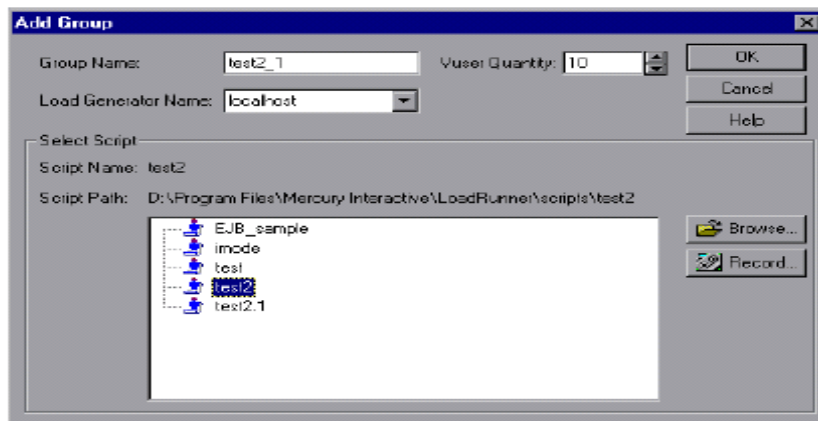 Add Group
Group Name: test2_1 Vuser Quantity: 10 OK
Load Generator Name: localhost Cancel
Help
Select Script
Script Name: test2
Script Path: D:\Program Files\Mercury Interactive\LoadRunner\scripts\test2
EJB_sample
imode
test
test2
test2.1
Browse...
Record...